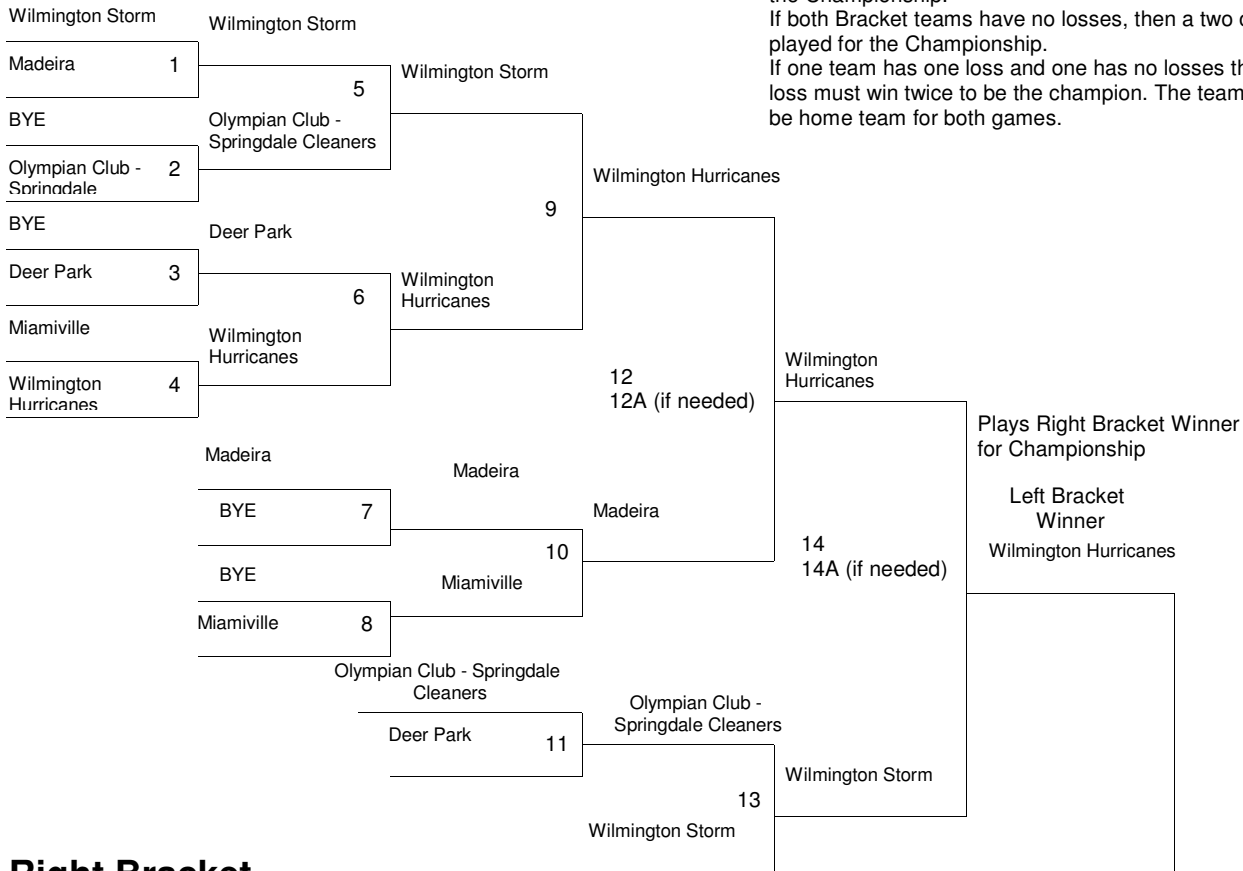 the Championship.
If both Bracket teams have no losses, then a two
played for the Championship.
If one team has one loss and one has no losses
loss must win twice to be the champion. The team
be home team for both games.
Wilmington Storm
Madeira 1
BYE
Olympian Club - 2
Springdale
BYE
Deer Park 3
Miamiville
Wilmington 4
Hurricanes
Wilmington Storm
5
Olympian Club -
Springdale Cleaners
Deer Park
6
Wilmington
Hurricanes
Wilmington Storm
9
Wilmington
Hurricanes
Wilmington Hurricanes
12
12A (if needed)
Madeira
BYE 7
BYE
Miamiville 8
Madeira
10
Miamiville
Madeira
Wilmington
Hurricanes
14
14A (if needed)
Olympian Club - Springdale
Cleaners
Deer Park 11
Olympian Club -
Springdale Cleaners
13
Wilmington Storm
Wilmington Storm
Plays Right Bracket Winner
for Championship
Left Bracket
Winner
Wilmington Hurricanes
Right Bracket